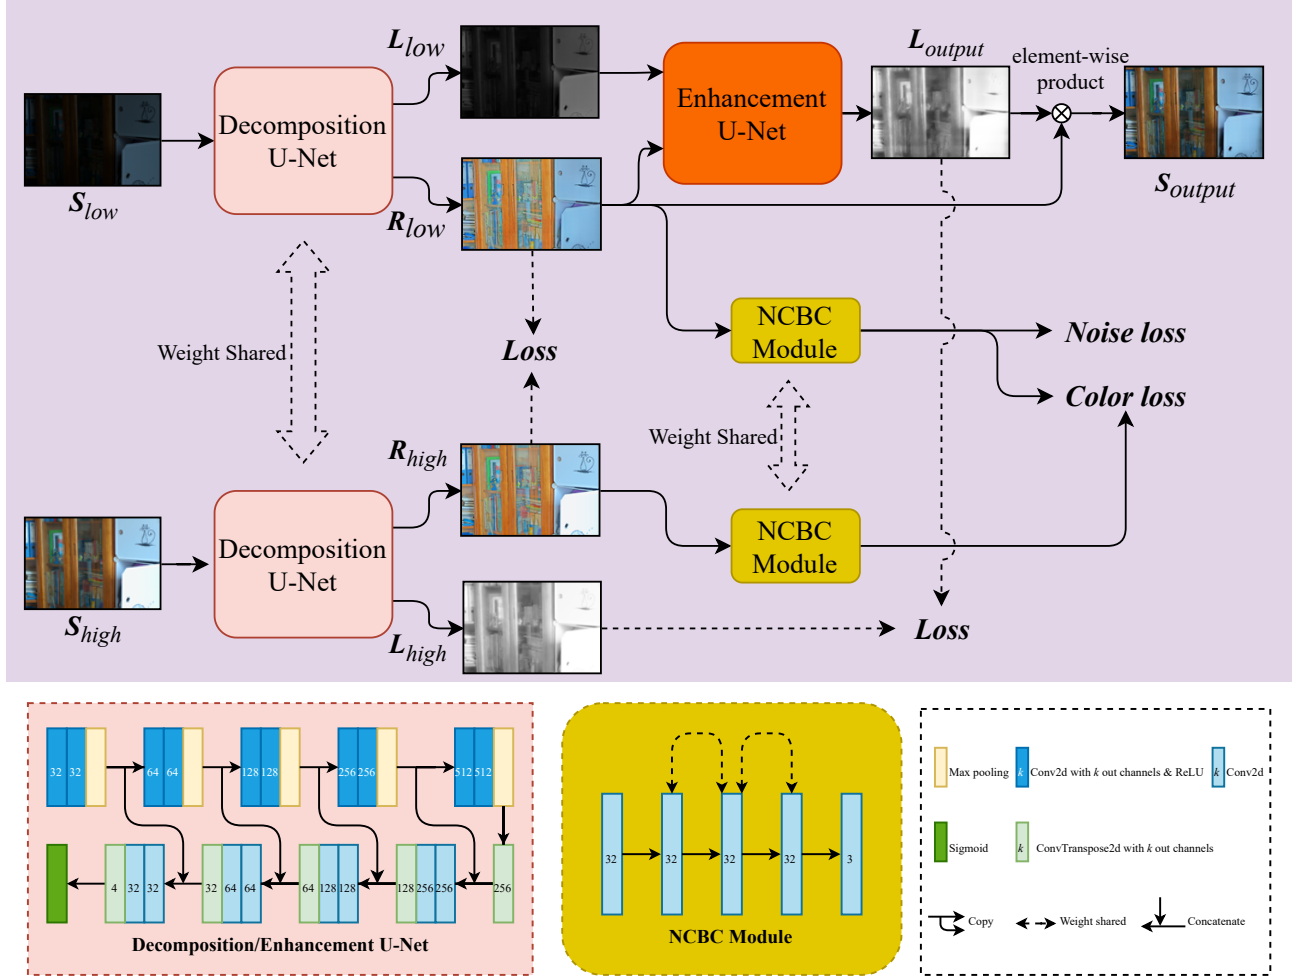 L_low
L_output
element-wise
product
Decomposition
U-Net
Enhancement
U-Net
S_low
R_low
S_output
NCBC
Module
Noise loss
Weight Shared
Loss
Color loss
R_high
Weight Shared
NCBC
Module
Decomposition
U-Net
S_high
L_high
Loss
32 32
64 64
128 128
256 256
512 512
4 32 32
32 64 64
64 128 128
128 256 256
256
Decomposition/Enhancement U-Net
32
32
32
32
3
NCBC Module
Max pooling
k Conv2d with k out channels & ReLU
k Conv2d
Sigmoid
k ConvTranspose2d with k out channels
Copy
Weight shared
Concatenate